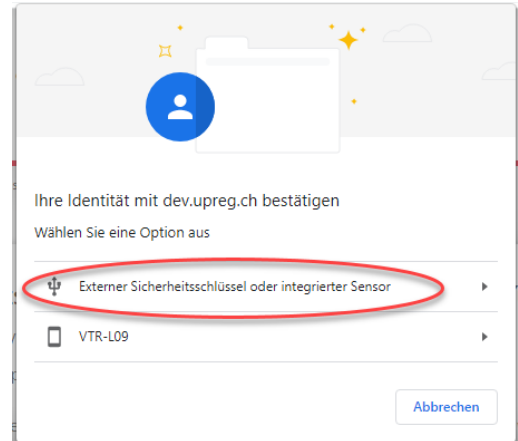 Ihre Identität mit dev.upreg.ch bestätigen
Wählen Sie eine Option aus
Externer Sicherheitsschlüssel oder integrierter Sensor
VTR-L09
Abbrechen